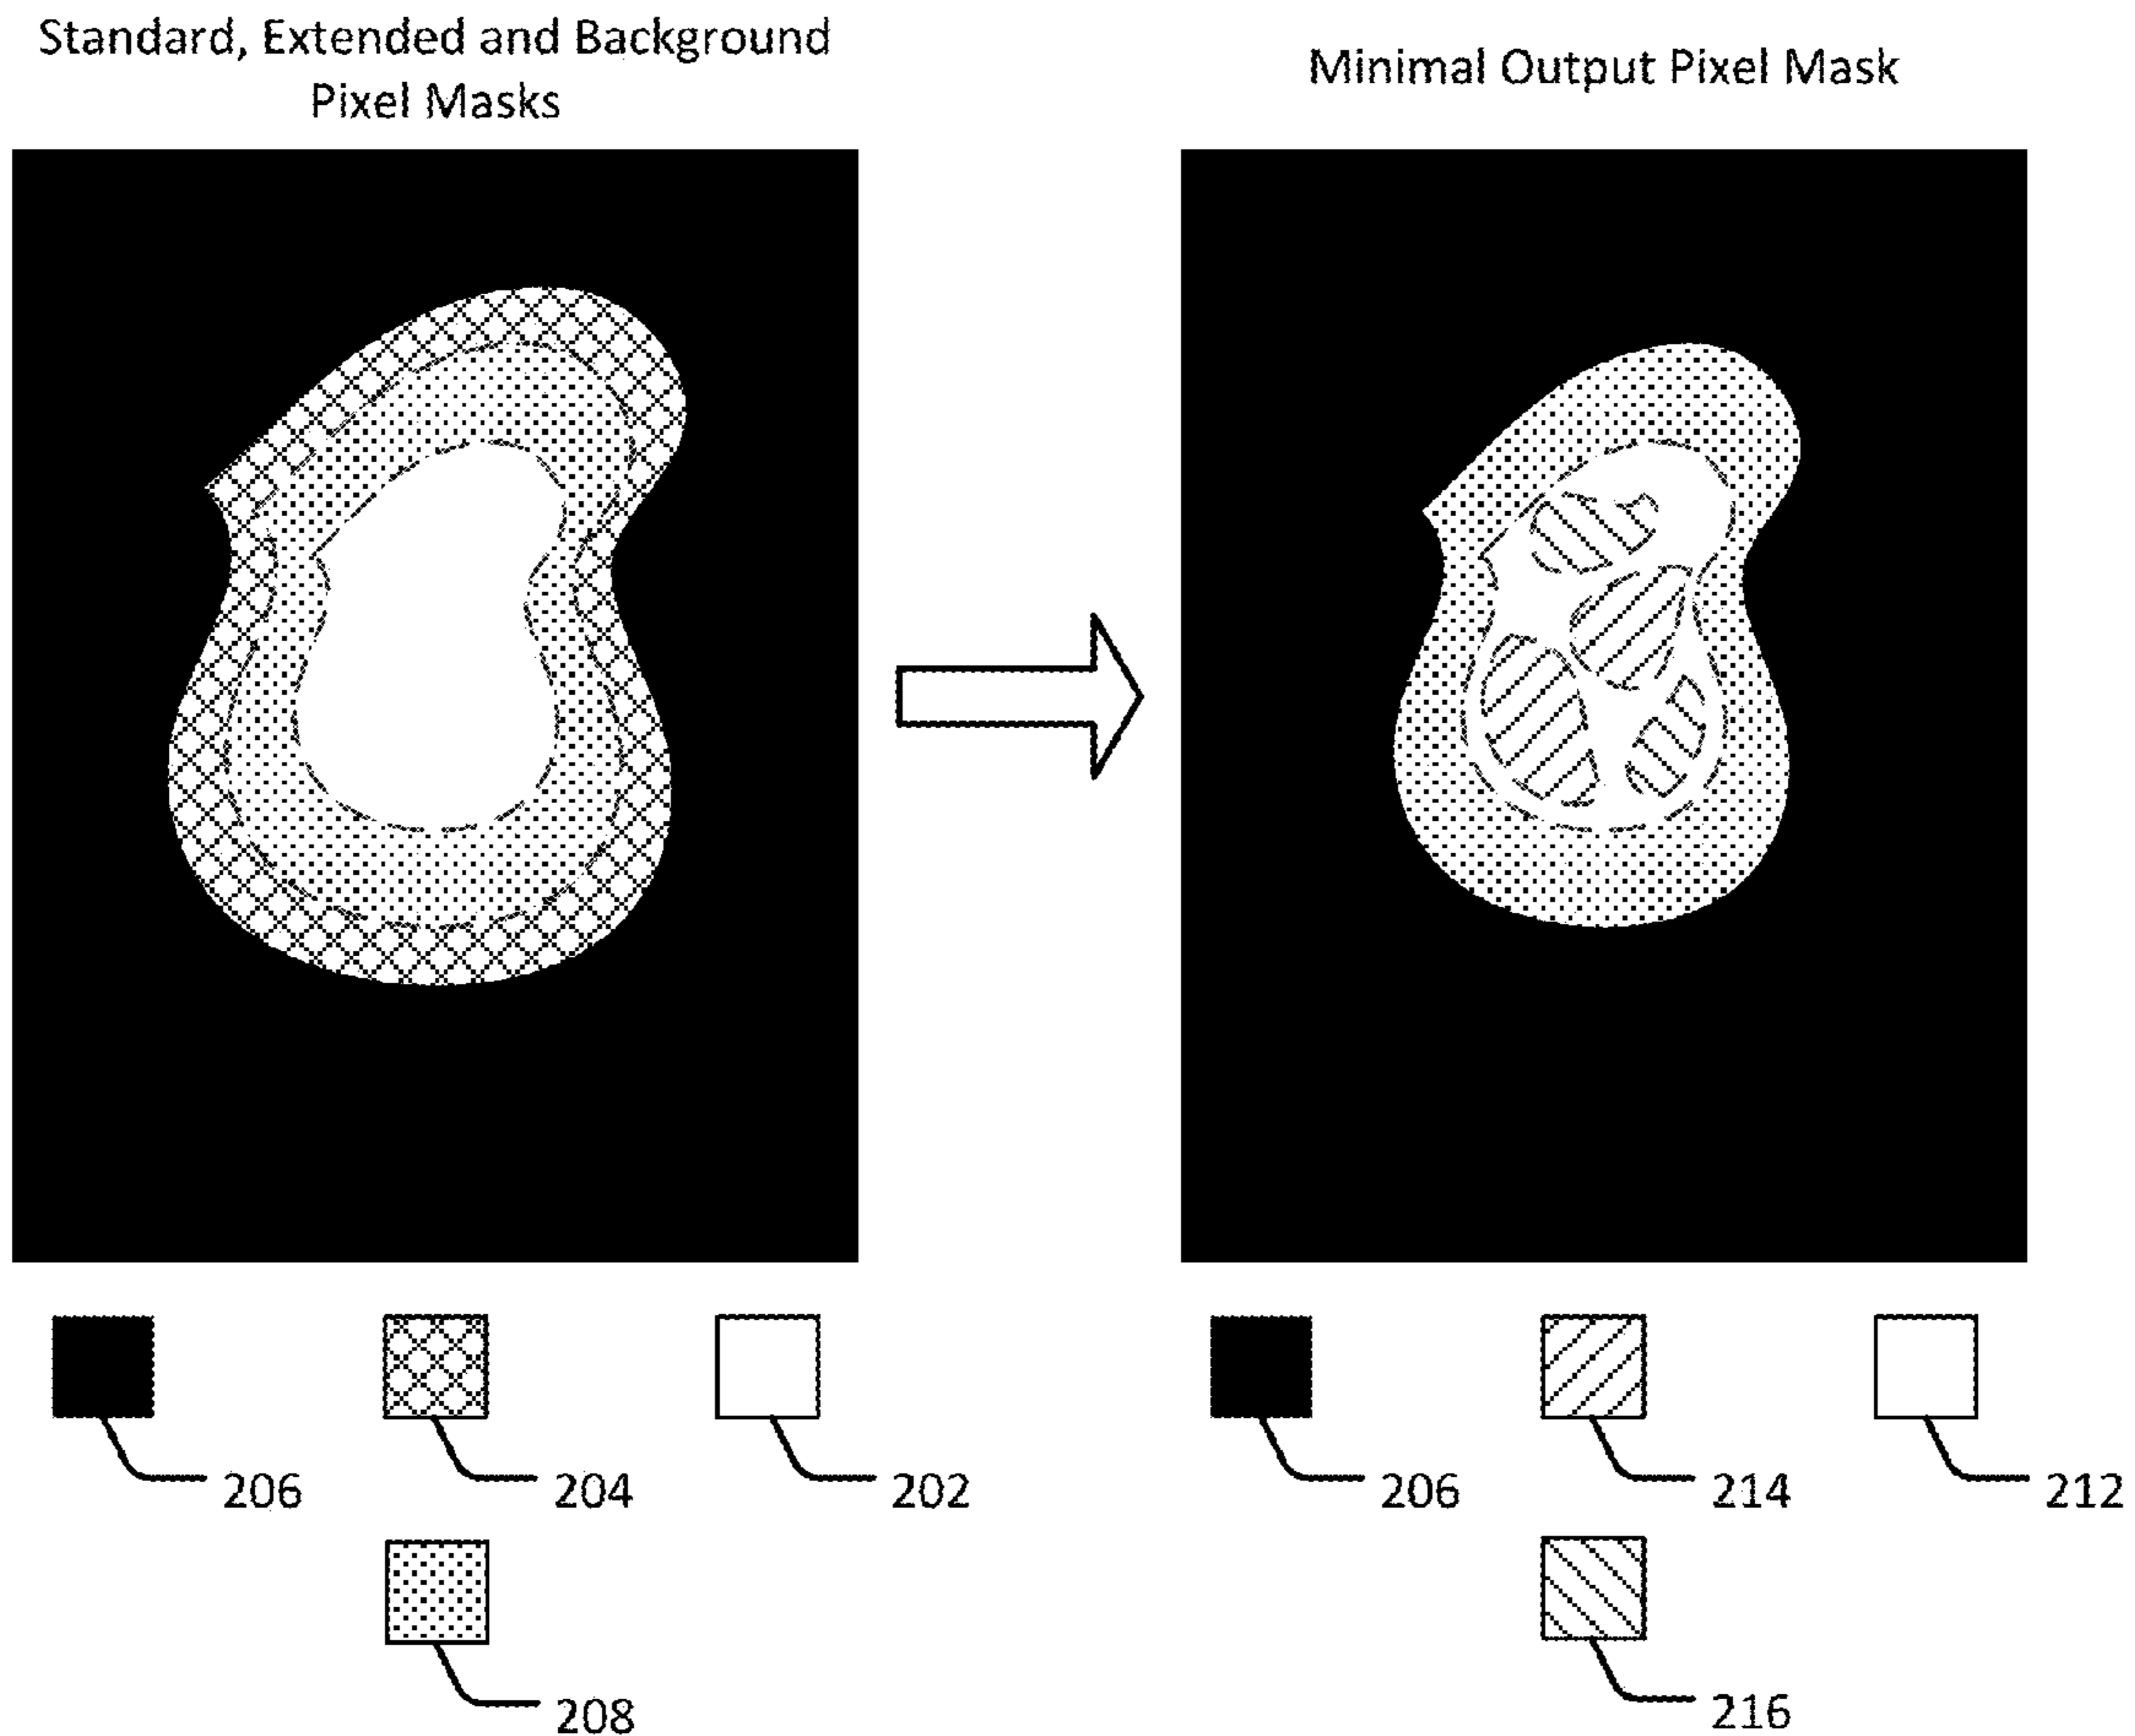 Standard, Extended and Background
Pixel Masks
Minimal Output Pixel Mask
206
204
202
206
214
212
208
216